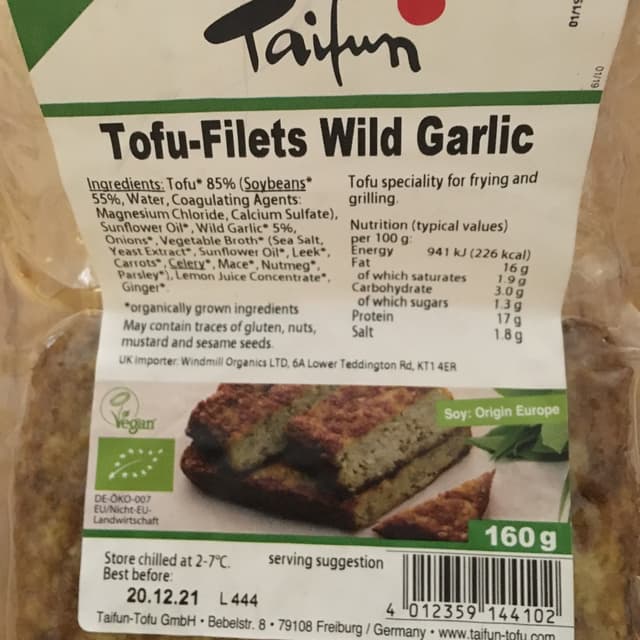 Taifun
01/19
01/19
Tofu-Filets Wild Garlic
Ingredients: Tofu* 85% (Soybeans*
55%, Water, Coagulating Agents:
Magnesium Chloride, Calcium Sulfate),
Sunflower Oil*, Wild Garlic* 5%,
Onions*, Vegetable Broth* (Sea Salt,
Yeast Extract*, Sunflower Oil*, Leek*,
Carrots*, Celery*, Mace*, Nutmeg*,
Parsley*), Lemon Juice Concentrate*,
Ginger*.
*organically grown ingredients
May contain traces of gluten, nuts,
mustard and sesame seeds.
Tofu speciality for frying and
grilling.
Nutrition (typical values)
per 100 g:
Energy 941 kJ (226 kcal)
Fat 16 g
of which saturates 1.9 g
Carbohydrate 3.0 g
of which sugars 1.3 g
Protein 17 g
Salt 1.8 g
UK Importer: Windmill Organics LTD, 6A Lower Teddington Rd, KT1 4ER
Vegan
Soy: Origin Europe
DE-ÖKO-007
EU/Nicht-EU-
Landwirtschaft
160 g
Store chilled at 2-7°C.
Best before:
20.12.21 L 444
serving suggestion
4 012359 144102
Taifun-Tofu GmbH • Bebelstr. 8 • 79108 Freiburg / Germany • www.taifun-tofu.com